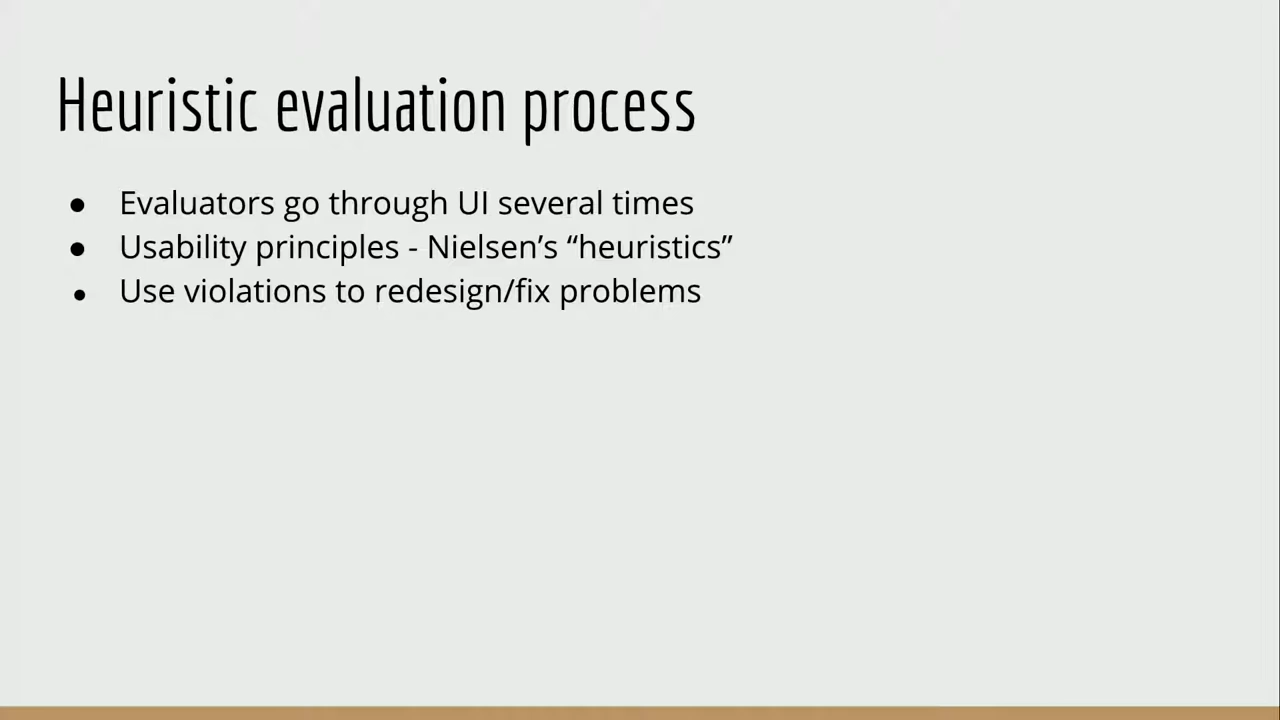 Heuristic evaluation process
● Evaluators go through UI several times
● Usability principles - Nielsen’s “heuristics”
● Use violations to redesign/fix problems